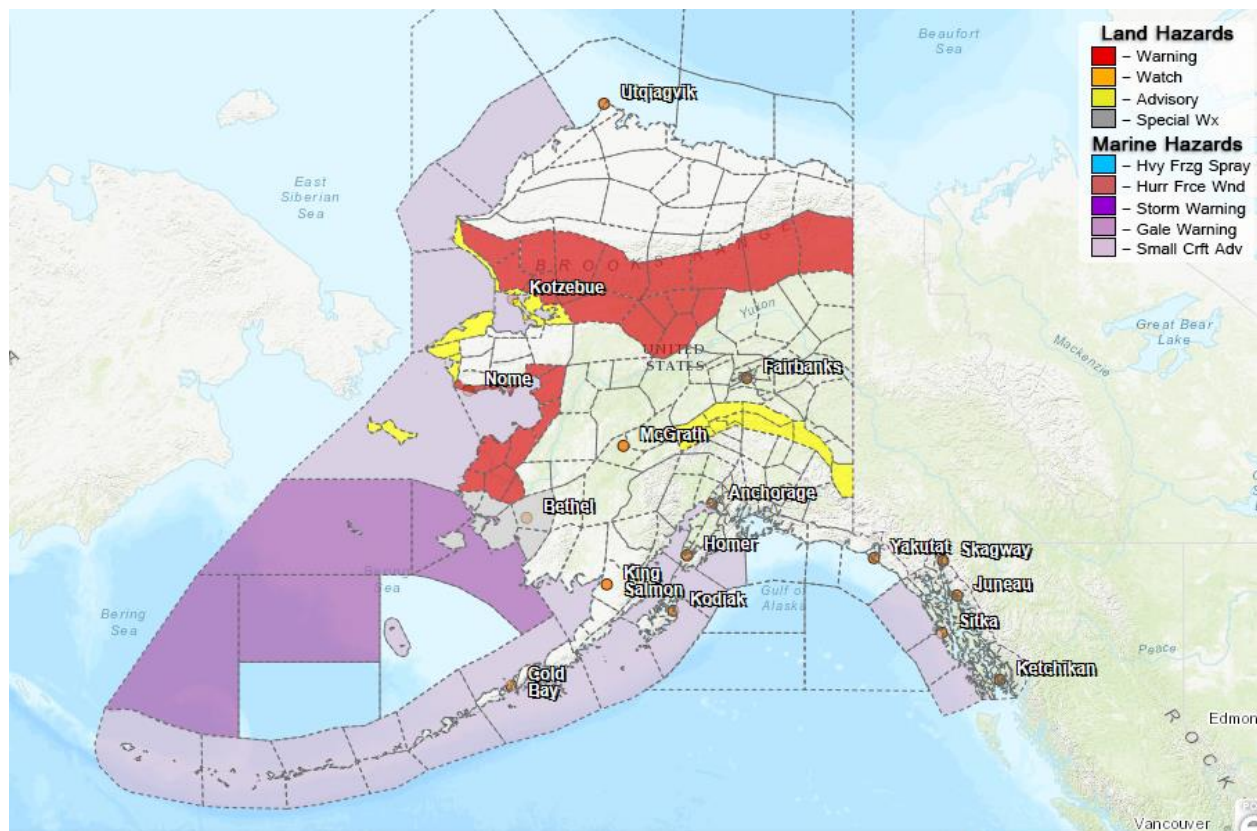 Beaufort
Sea
Land Hazards
– Warning
– Watch
– Advisory
– Special Wx
Marine Hazards
– Hvy Frzg Spray
– Hurr Frce Wnd
– Storm Warning
– Gale Warning
– Small Crft Adv
Utqiagvik
East
Siberian
Sea
BROOKS RANGE
Kotzebue
Yukon
Great Bear
Lake
Mackenzie
UNITED
STATES
Fairbanks
Nome
McGrath
Anchorage
Bethel
Homer
Yakutat
Skagway
King
Salmon
Kodiak
Juneau
Bering
Sea
Gulf of
Alaska
Bering
Sea
Sitka
Peace
Cold
Bay
Ketchikan
ROCK
Edmon
Vancouver